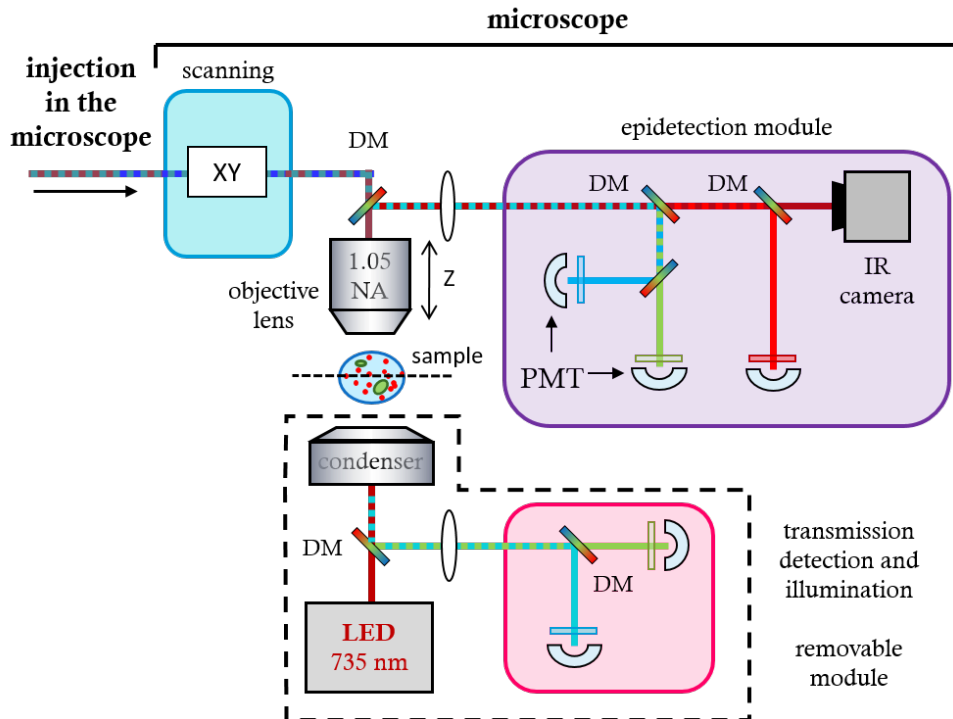 microscope
injection
in the
microscope
scanning
XY
DM
epidetection module
DM
DM
1.05
NA
Z
objective
lens
IR
camera
sample
PMT
condenser
DM
DM
LED
735 nm
transmission
detection and
illumination
removable
module